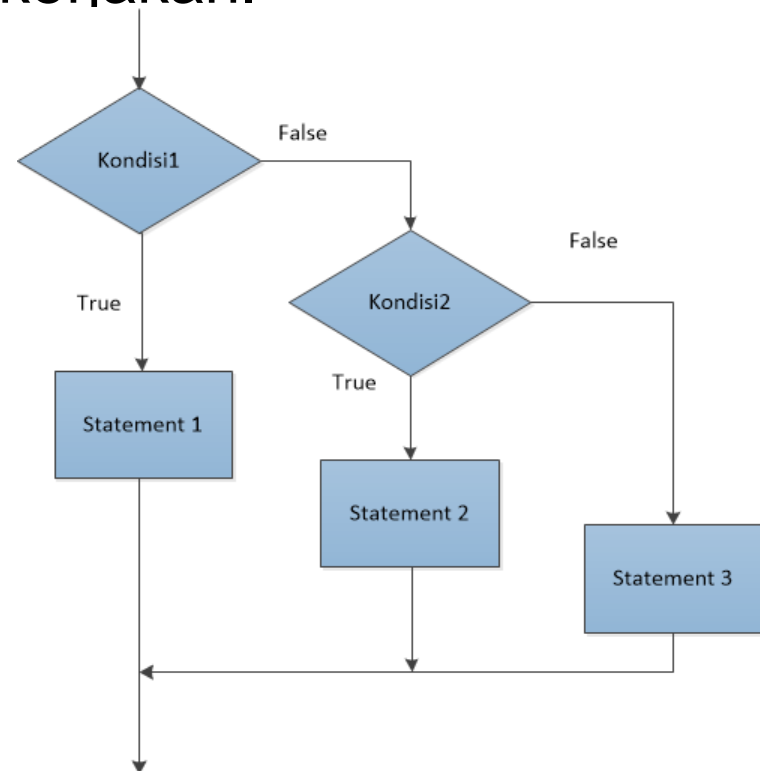 Kondisi1
False
False
Kondisi2
True
True
Statement 1
Statement 2
Statement 3